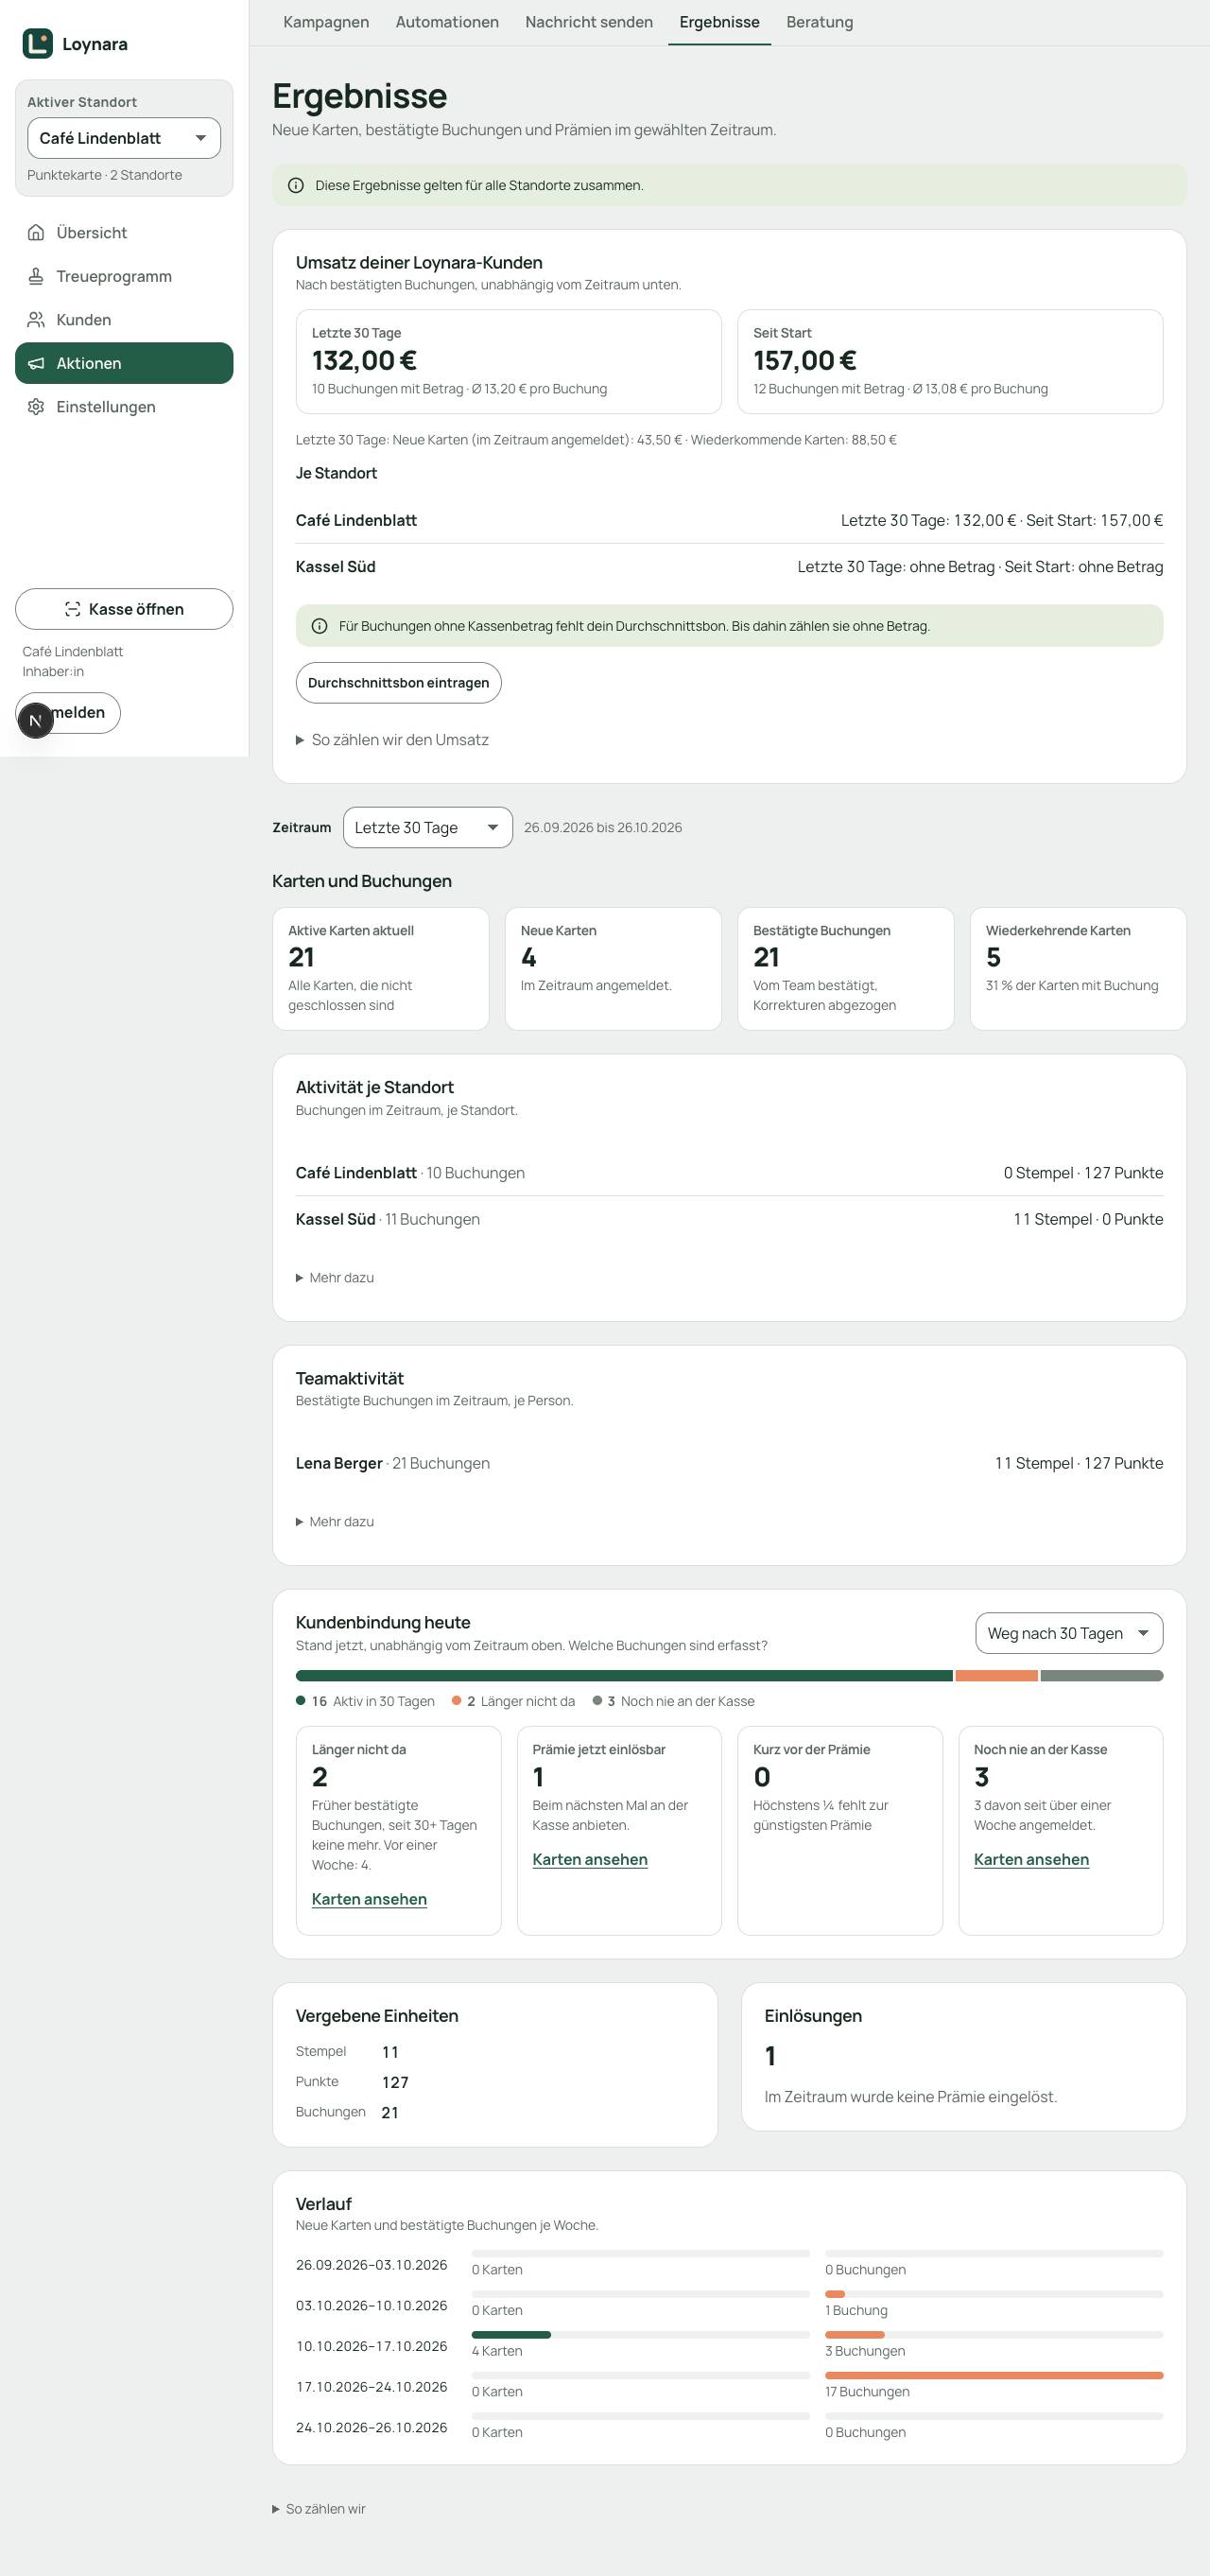 Loynara
Aktiver Standort
Café Lindenblatt
Punktekarte · 2 Standorte
Übersicht
Treueprogramm
Kunden
Aktionen
Einstellungen
Kasse öffnen
Café Lindenblatt
Inhaber:in
melden
N
Kampagnen Automationen Nachricht senden Ergebnisse Beratung
Ergebnisse
Neue Karten, bestätigte Buchungen und Prämien im gewählten Zeitraum.
Diese Ergebnisse gelten für alle Standorte zusammen.
Umsatz deiner Loynara-Kunden
Nach bestätigten Buchungen, unabhängig vom Zeitraum unten.
Letzte 30 Tage
132,00 €
10 Buchungen mit Betrag · Ø 13,20 € pro Buchung
Seit Start
157,00 €
12 Buchungen mit Betrag · Ø 13,08 € pro Buchung
Letzte 30 Tage: Neue Karten (im Zeitraum angemeldet): 43,50 € · Wiederkommende Karten: 88,50 €
Je Standort
Café Lindenblatt Letzte 30 Tage: 132,00 € · Seit Start: 157,00 €
Kassel Süd Letzte 30 Tage: ohne Betrag · Seit Start: ohne Betrag
Für Buchungen ohne Kassenbetrag fehlt dein Durchschnittsbon. Bis dahin zählen sie ohne Betrag.
Durchschnittsbon eintragen
So zählen wir den Umsatz
Zeitraum Letzte 30 Tage 26.09.2026 bis 26.10.2026
Karten und Buchungen
Aktive Karten aktuell
21
Alle Karten, die nicht
geschlossen sind
Neue Karten
4
Im Zeitraum angemeldet.
Bestätigte Buchungen
21
Vom Team bestätigt,
Korrekturen abgezogen
Wiederkehrende Karten
5
31 % der Karten mit Buchung
Aktivität je Standort
Buchungen im Zeitraum, je Standort.
Café Lindenblatt · 10 Buchungen 0 Stempel · 127 Punkte
Kassel Süd · 11 Buchungen 11 Stempel · 0 Punkte
Mehr dazu
Teamaktivität
Bestätigte Buchungen im Zeitraum, je Person.
Lena Berger · 21 Buchungen 11 Stempel · 127 Punkte
Mehr dazu
Kundenbindung heute
Stand jetzt, unabhängig vom Zeitraum oben. Welche Buchungen sind erfasst?
Weg nach 30 Tagen
16 Aktiv in 30 Tagen 2 Länger nicht da 3 Noch nie an der Kasse
Länger nicht da
2
Früher bestätigte
Buchungen, seit 30+ Tagen
keine mehr. Vor einer
Woche: 4.
Karten ansehen
Prämie jetzt einlösbar
1
Beim nächsten Mal an der
Kasse anbieten.
Karten ansehen
Kurz vor der Prämie
0
Höchstens ¼ fehlt zur
günstigsten Prämie
Noch nie an der Kasse
3
3 davon seit über einer
Woche angemeldet.
Karten ansehen
Vergebene Einheiten
Stempel 11
Punkte 127
Buchungen 21
Einlösungen
1
Im Zeitraum wurde keine Prämie eingelöst.
Verlauf
Neue Karten und bestätigte Buchungen je Woche.
26.09.2026–03.10.2026 0 Karten 0 Buchungen
03.10.2026–10.10.2026 0 Karten 1 Buchung
10.10.2026–17.10.2026 4 Karten 3 Buchungen
17.10.2026–24.10.2026 0 Karten 17 Buchungen
24.10.2026–26.10.2026 0 Karten 0 Buchungen
So zählen wir